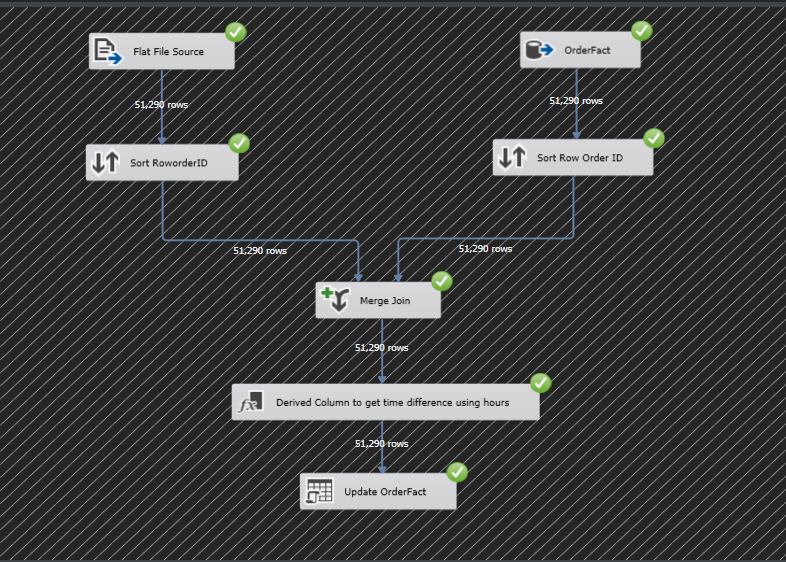 Flat File Source
OrderFact
51,290 rows
51,290 rows
Sort RoworderID
Sort Row Order ID
51,290 rows
51,290 rows
Merge Join
51,290 rows
Derived Column to get time difference using hours
51,290 rows
Update OrderFact